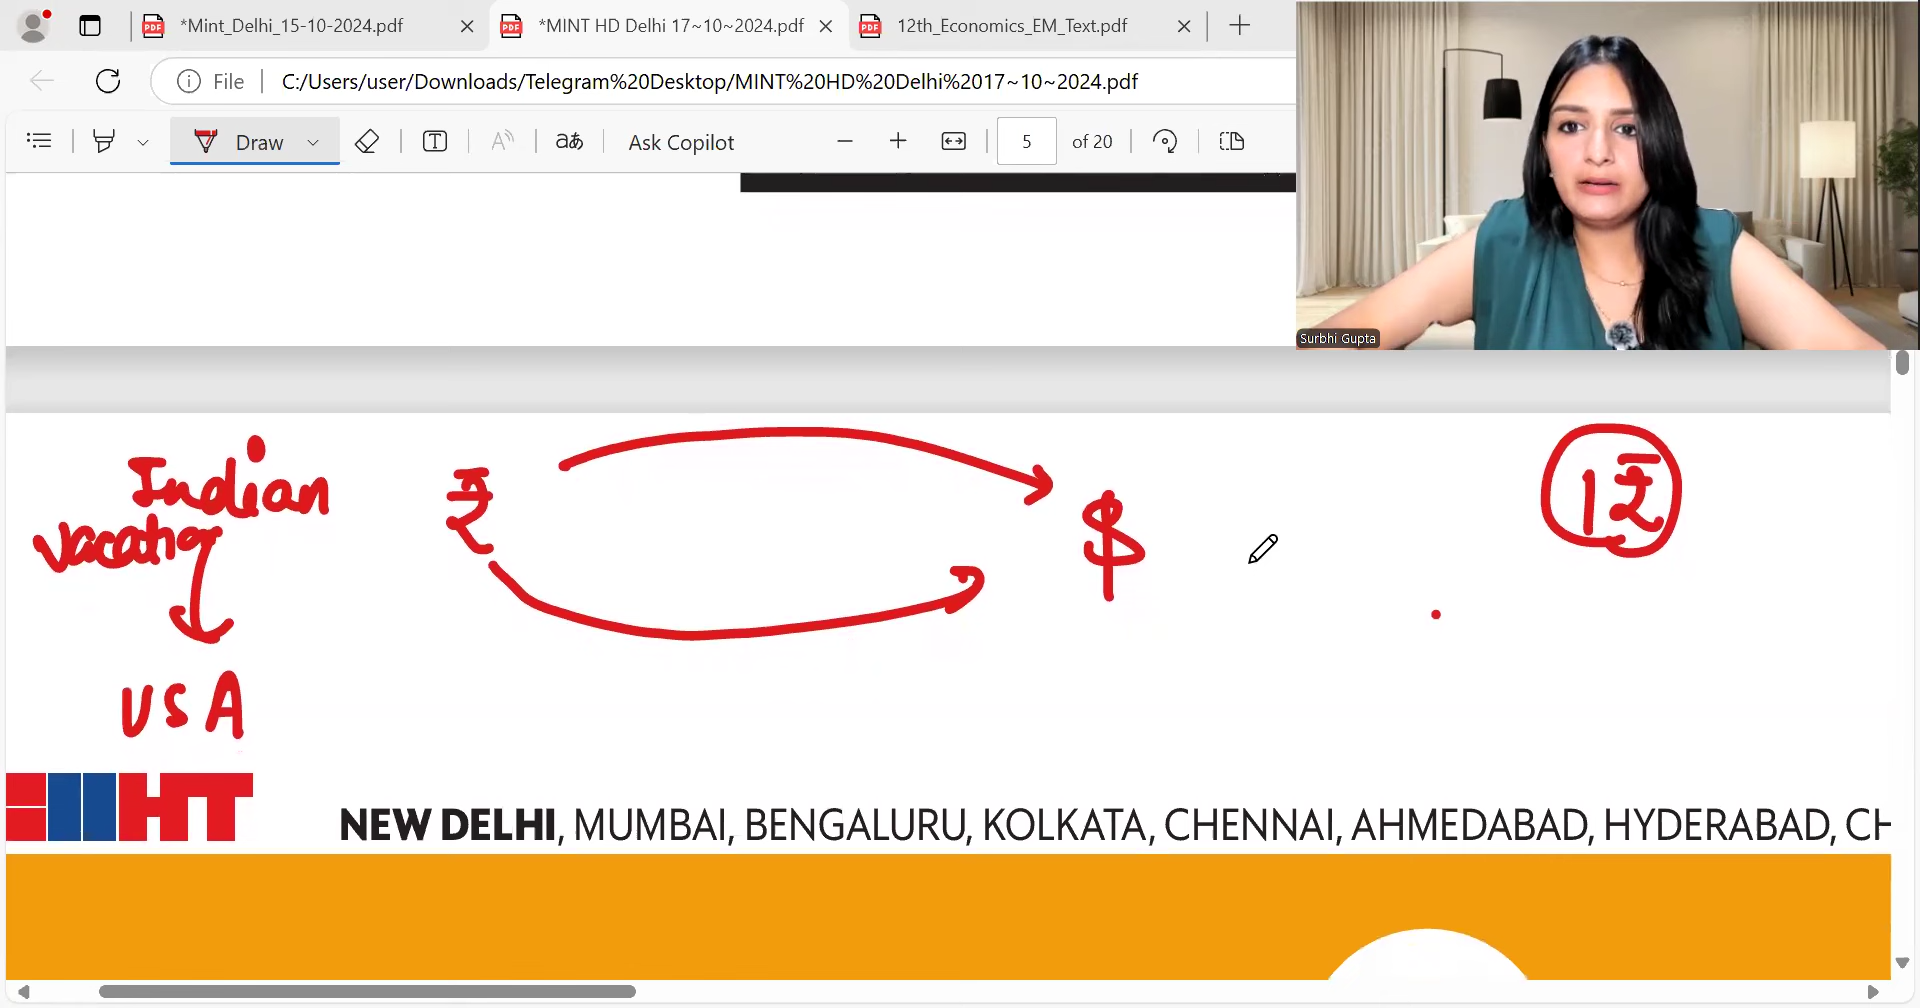 *Mint_Delhi_15-10-2024.pdf
*MINT HD Delhi 17~10~2024.pdf
12th_Economics_EM_Text.pdf
File
C:/Users/user/Downloads/Telegram%20Desktop/MINT%20HD%20Delhi%2017~10~2024.pdf
Draw
aあ
Ask Copilot
5 of 20
Surbhi Gupta
Indian
vacation
USA
₹
$
1₹
HT
NEW DELHI, MUMBAI, BENGALURU, KOLKATA, CHENNAI, AHMEDABAD, HYDERABAD, CH